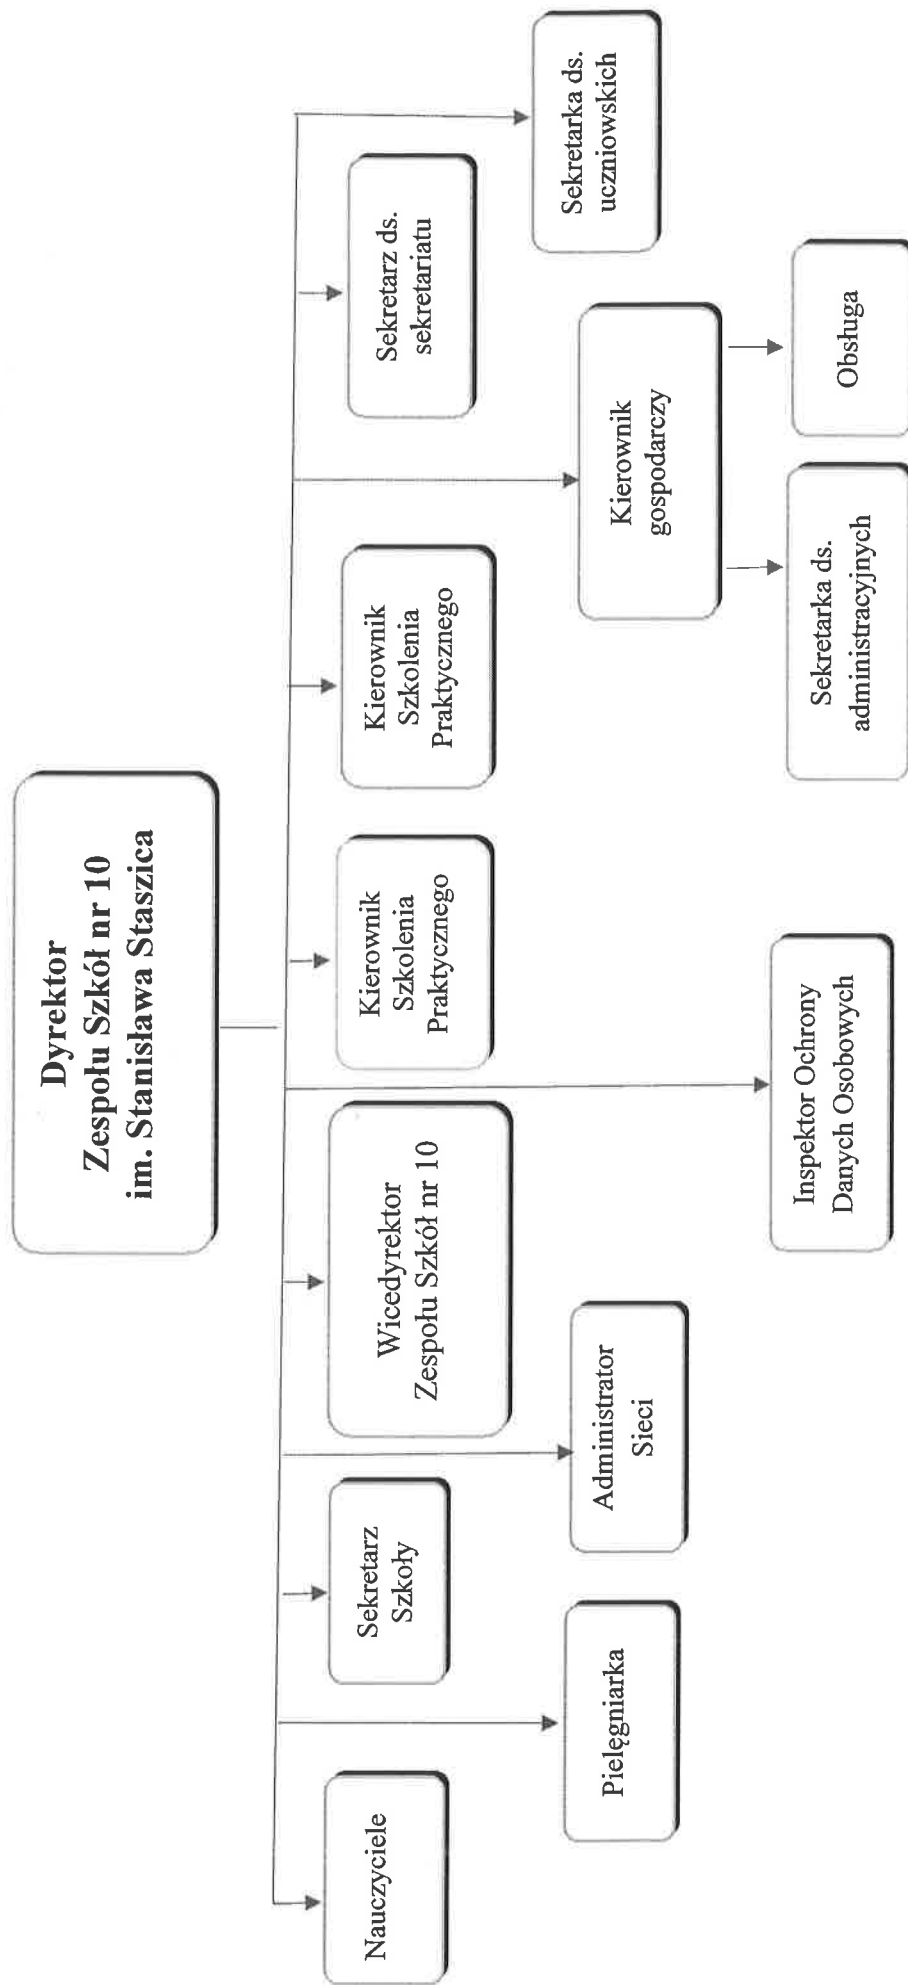 Dyrektor
Zespołu Szkół nr 10
im. Stanisława Staszica
Nauczyciele
Sekretarz
Szkoły
Wicedyrektor
Zespołu Szkół nr 10
Kierownik
Szkolenia
Praktycznego
Kierownik
Szkolenia
Praktycznego
Sekretarz ds.
sekretariatu
Pielęgniarka
Administrator
Sieci
Kierownik
gospodarczy
Sekretarka ds.
uczniowskich
Inspektor Ochrony
Danych Osobowych
Sekretarka ds.
administracyjnych
Obsługa